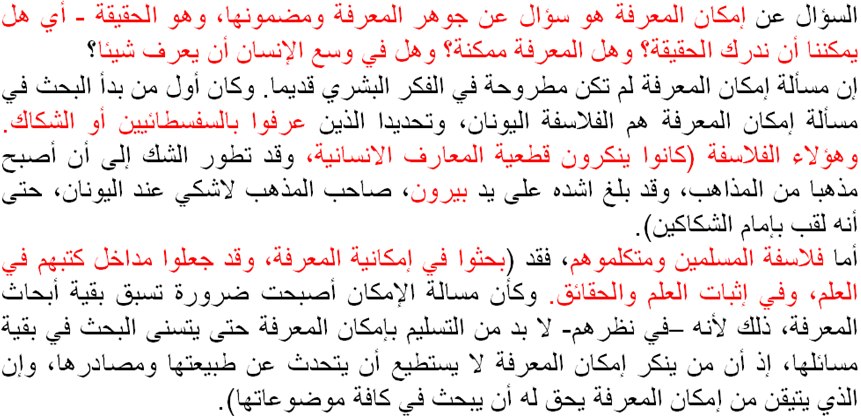 السؤال عن إمكان المعرفة هو سؤال عن جوهر المعرفة ومضمونها، وهو الحقيقة - أي هل
يمكننا أن ندرك الحقيقة؟ وهل المعرفة ممكنة؟ وهل في وسع الإنسان أن يعرف شيئا؟
إن مسألة إمكان المعرفة لم تكن مطروحة في الفكر البشري قديما. وكان أول من بدأ البحث في
مسألة إمكان المعرفة هم الفلاسفة اليونان، وتحديدا الذين عرفوا بالسفسطائيين أو الشكاك.
وهؤلاء الفلاسفة (كانوا ينكرون قطعية المعارف الانسانية، وقد تطور الشك إلى أن أصبح
مذهبا من المذاهب، وقد بلغ اشده على يد بيرون، صاحب المذهب لاشكي عند اليونان، حتى
أنه لقب بإمام الشكاكين).
أما فلاسفة المسلمين ومتكلموهم، فقد (بحثوا في إمكانية المعرفة، وقد جعلوا مداخل كتبهم في
العلم، وفي إثبات العلم والحقائق. وكأن مسالة الإمكان أصبحت ضرورة تسبق بقية أبحاث
المعرفة، ذلك لأنه –في نظرهم- لا بد من التسليم بإمكان المعرفة حتى يتسنى البحث في بقية
مسائلها، إذ أن من ينكر إمكان المعرفة لا يستطيع أن يتحدث عن طبيعتها ومصادرها، وإن
الذي يتيقن من إمكان المعرفة يحق له أن يبحث في كافة موضوعاتها).